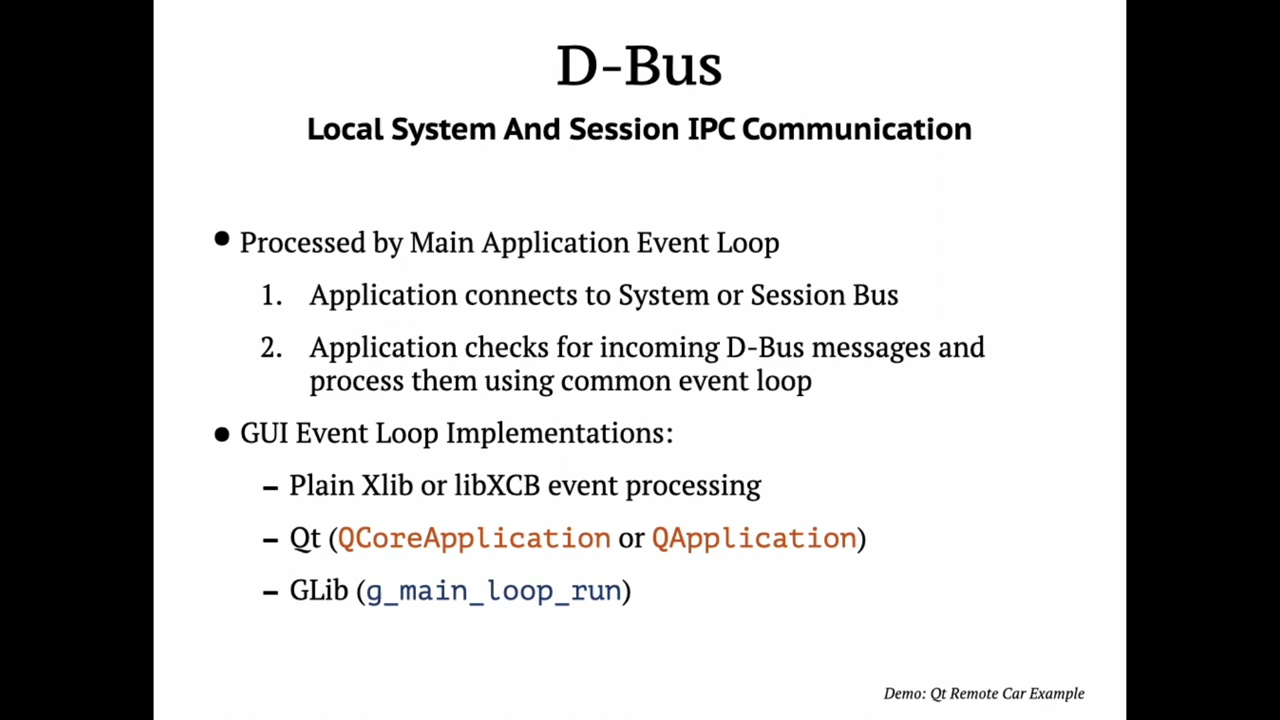 D-Bus
Local System And Session IPC Communication
• Processed by Main Application Event Loop
1. Application connects to System or Session Bus
2. Application checks for incoming D-Bus messages and
process them using common event loop
• GUI Event Loop Implementations:
– Plain Xlib or libXCB event processing
– Qt (QCoreApplication or QApplication)
– GLib (g_main_loop_run)
Demo: Qt Remote Car Example